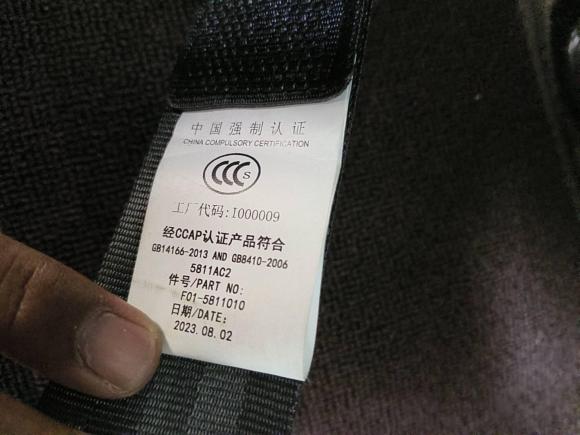 中国强制认证
CHINA COMPULSORY CERTIFICATION
CCC S
工厂代码:I000009
经CCAP认证产品符合
GB14166-2013 AND GB8410-2006
5811AC2
件号/PART NO:
F01-5811010
日期/DATE:
2023.08.02